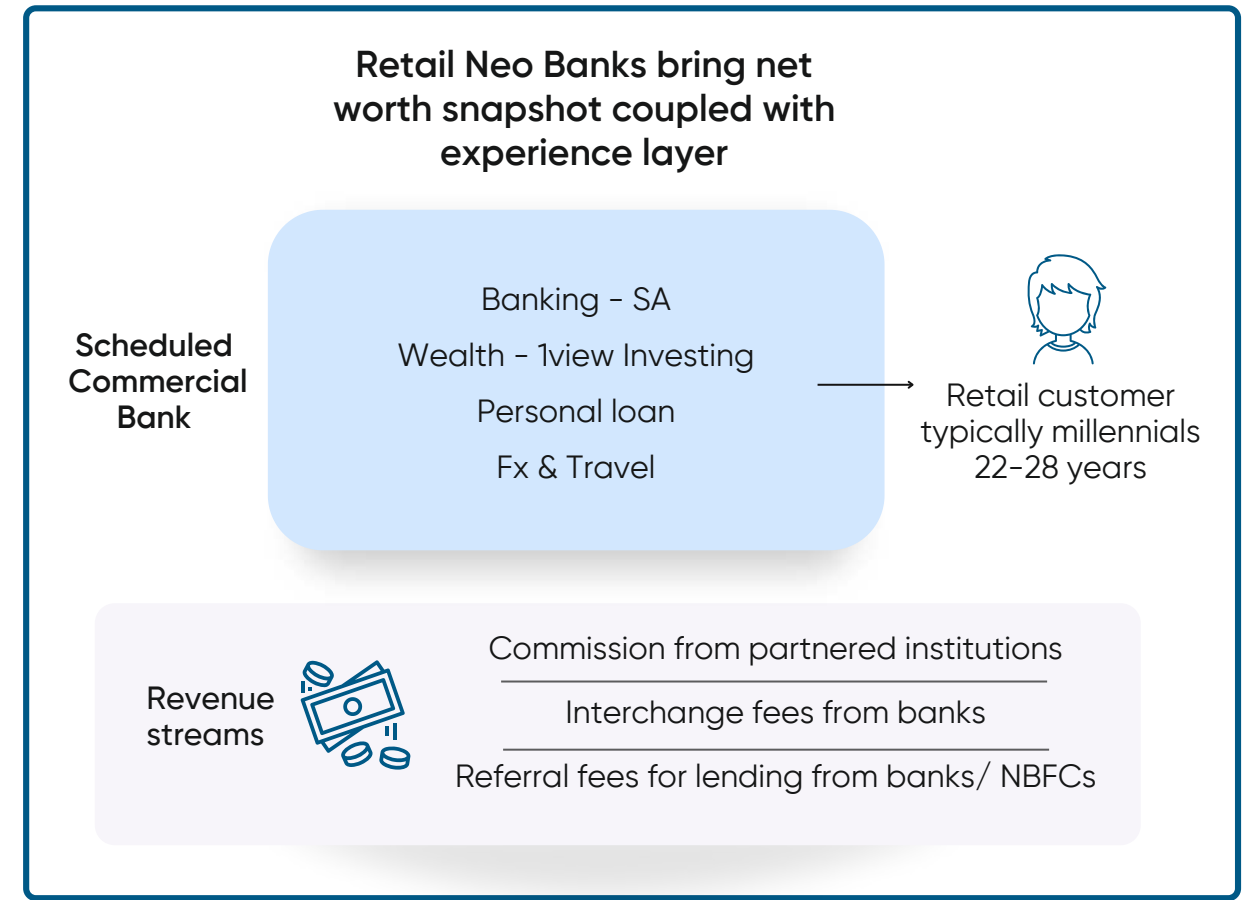 Retail Neo Banks bring net
worth snapshot coupled with
experience layer
Scheduled
Commercial
Bank
Banking - SA
Wealth - 1view Investing
Personal loan
Fx & Travel
Retail customer
typically millennials
22-28 years
Revenue
streams
Commission from partnered institutions
Interchange fees from banks
Referral fees for lending from banks/ NBFCs